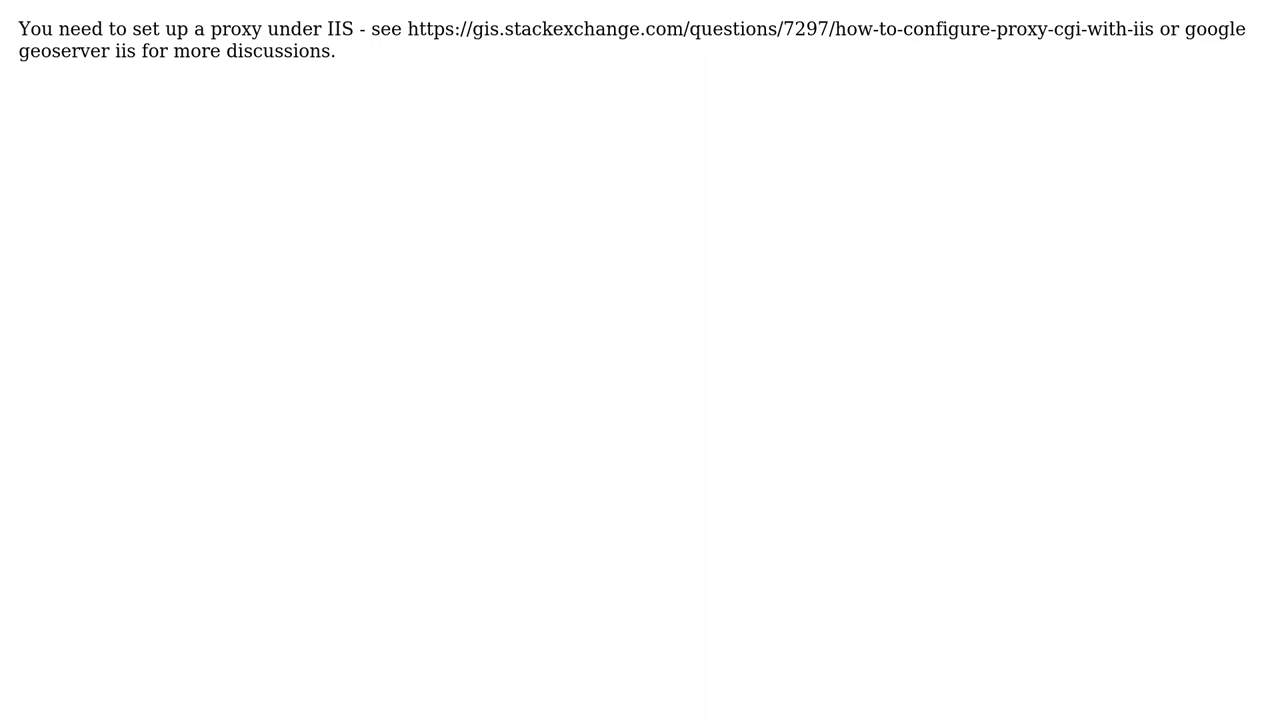 You need to set up a proxy under IIS - see https://gis.stackexchange.com/questions/7297/how-to-configure-proxy-cgi-with-iis or google
geoserver iis for more discussions.